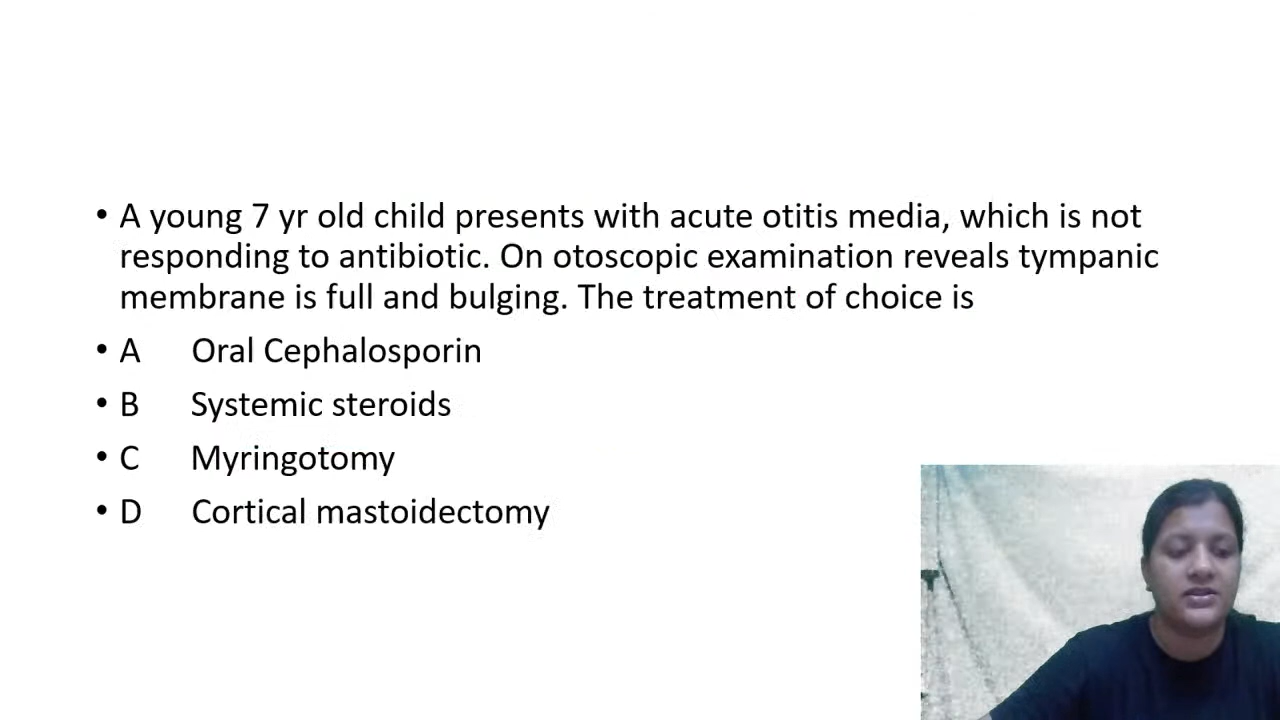 • A young 7 yr old child presents with acute otitis media, which is not
responding to antibiotic. On otoscopic examination reveals tympanic
membrane is full and bulging. The treatment of choice is
• A Oral Cephalosporin
• B Systemic steroids
• C Myringotomy
• D Cortical mastoidectomy